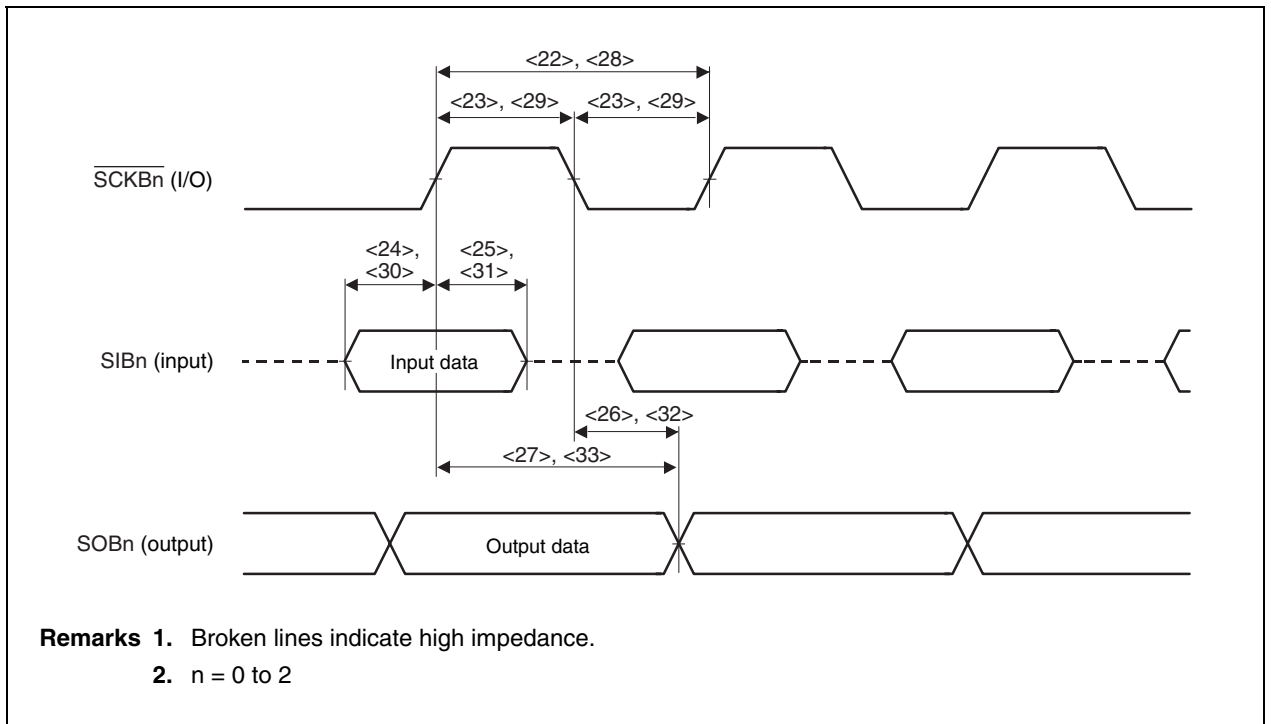 <22>, <28>
<23>, <29> <23>, <29>
SCKBn (I/O)
<24>, <25>,
<30> <31>
SIBn (input) Input data
<26>, <32>
<27>, <33>
SOBn (output) Output data
Remarks 1. Broken lines indicate high impedance.
2. n = 0 to 2